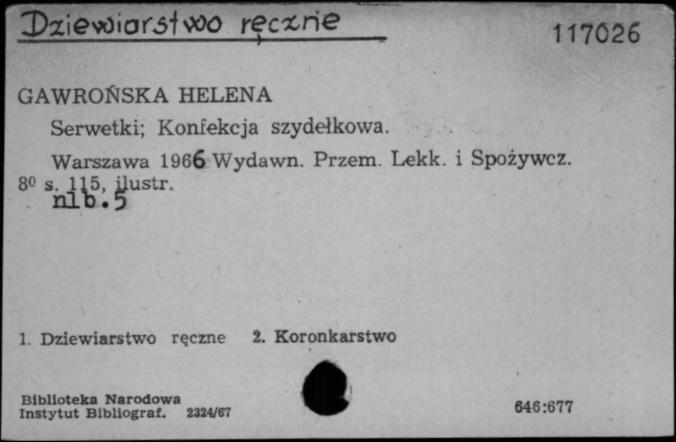 Dziewiarstwo ręczne
117026
GAWROŃSKA HELENA
Serwetki; Konfekcja szydełkowa.
Warszawa 1966 Wydawn. Przem. Lekk. i Spożywcz.
8⁰ s. 115, ilustr.
nlb. 5
1. Dziewiarstwo ręczne 2. Koronkarstwo
Biblioteka Narodowa
Instytut Bibliograf. 2324/67
646:677